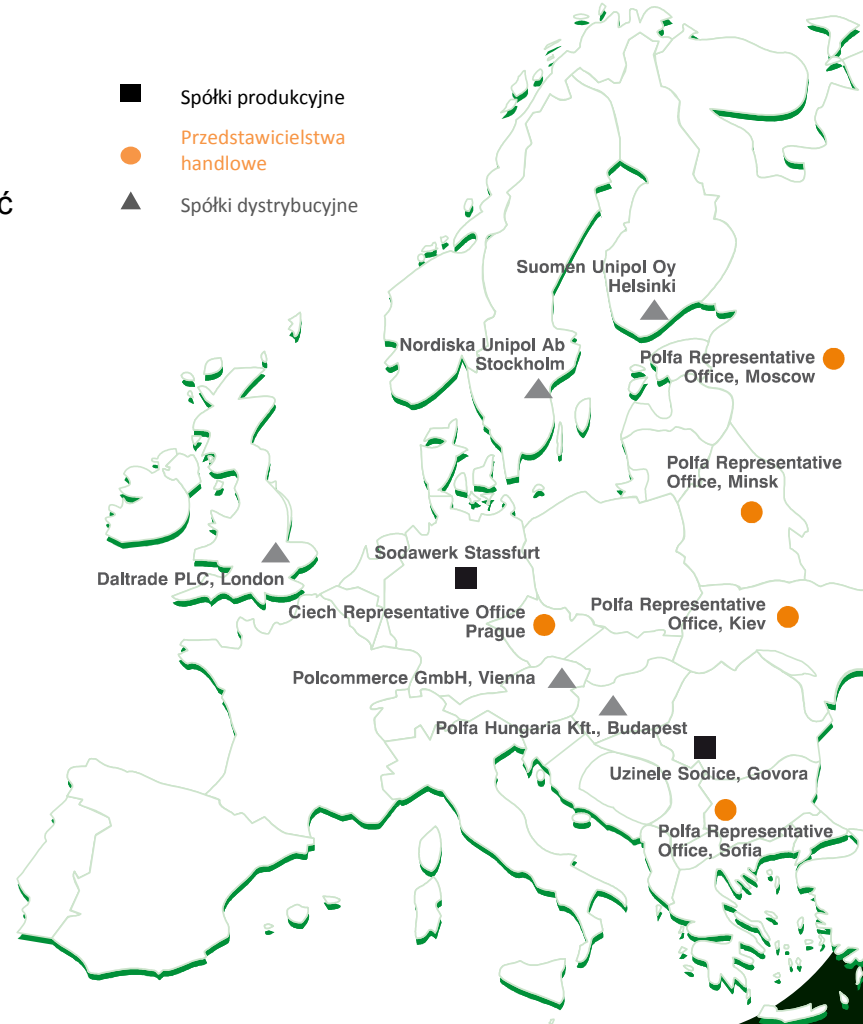 Spółki produkcyjne
Przedstawicielstwa
handlowe
ć
Spółki dystrybucyjne
Suomen Unipol Oy
Helsinki
Nordiska Unipol Ab
Stockholm
Polfa Representative
Office, Moscow
Polfa Representative
Office, Minsk
Sodawerk Stassfurt
Daltrade PLC, London
Ciech Representative Office
Prague
Polfa Representative
Office, Kiev
Polcommerce GmbH, Vienna
Polfa Hungaria Kft., Budapest
Uzinele Sodice, Govora
Polfa Representative
Office, Sofia